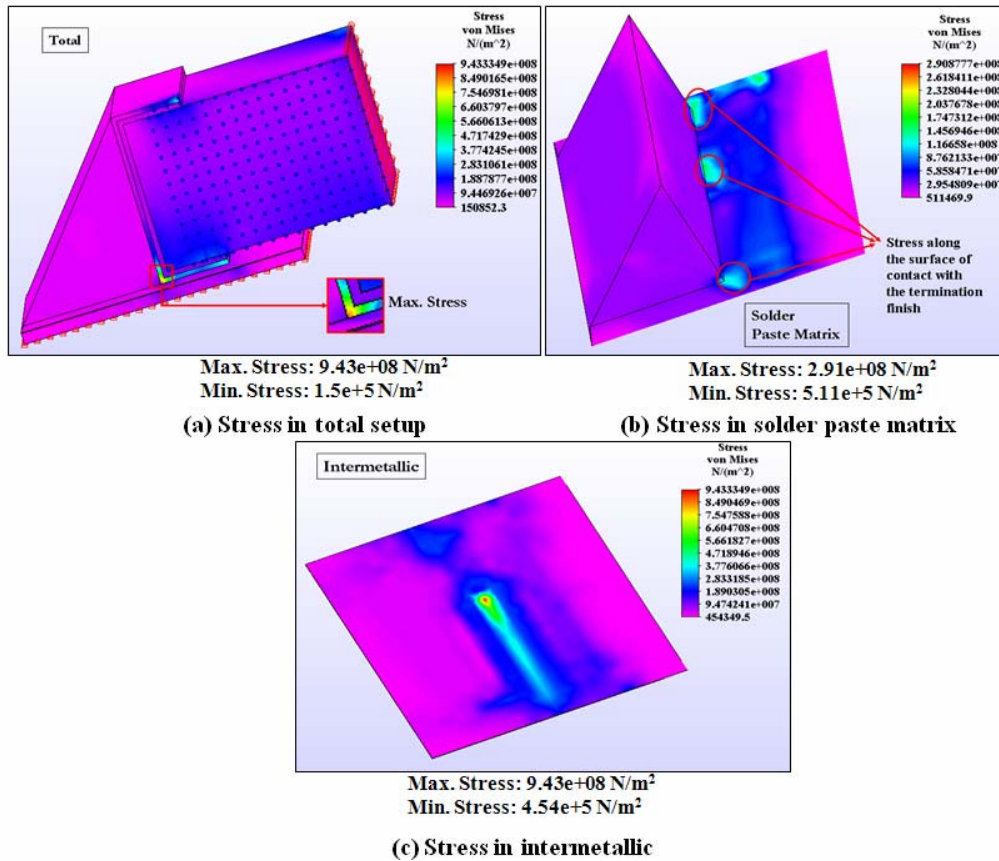 Total
Stress
von Mises
N/(m^2)
9.433349e+008
8.490165e+008
7.546981e+008
6.603797e+008
5.660613e+008
4.717429e+008
3.774245e+008
2.831061e+008
1.887877e+008
9.446926e+007
150852.3
Max. Stress
Max. Stress: 9.43e+08 N/m²
Min. Stress: 1.5e+5 N/m²
(a) Stress in total setup
Stress
von Mises
N/(m^2)
2.908777e+008
2.618411e+008
2.328044e+008
2.037678e+008
1.747312e+008
1.456946e+008
1.16658e+008
8.762133e+007
5.858471e+007
2.954809e+007
511469.9
Stress along
the surface of
contact with
the termination
finish
Solder
Paste Matrix
Max. Stress: 2.91e+08 N/m²
Min. Stress: 5.11e+5 N/m²
(b) Stress in solder paste matrix
Intermetallic
Stress
von Mises
N/(m^2)
9.433349e+008
8.490469e+008
7.547588e+008
6.604708e+008
5.661827e+008
4.718946e+008
3.776066e+008
2.833185e+008
1.890305e+008
9.474241e+007
454349.5
Max. Stress: 9.43e+08 N/m²
Min. Stress: 4.54e+5 N/m²
(c) Stress in intermetallic